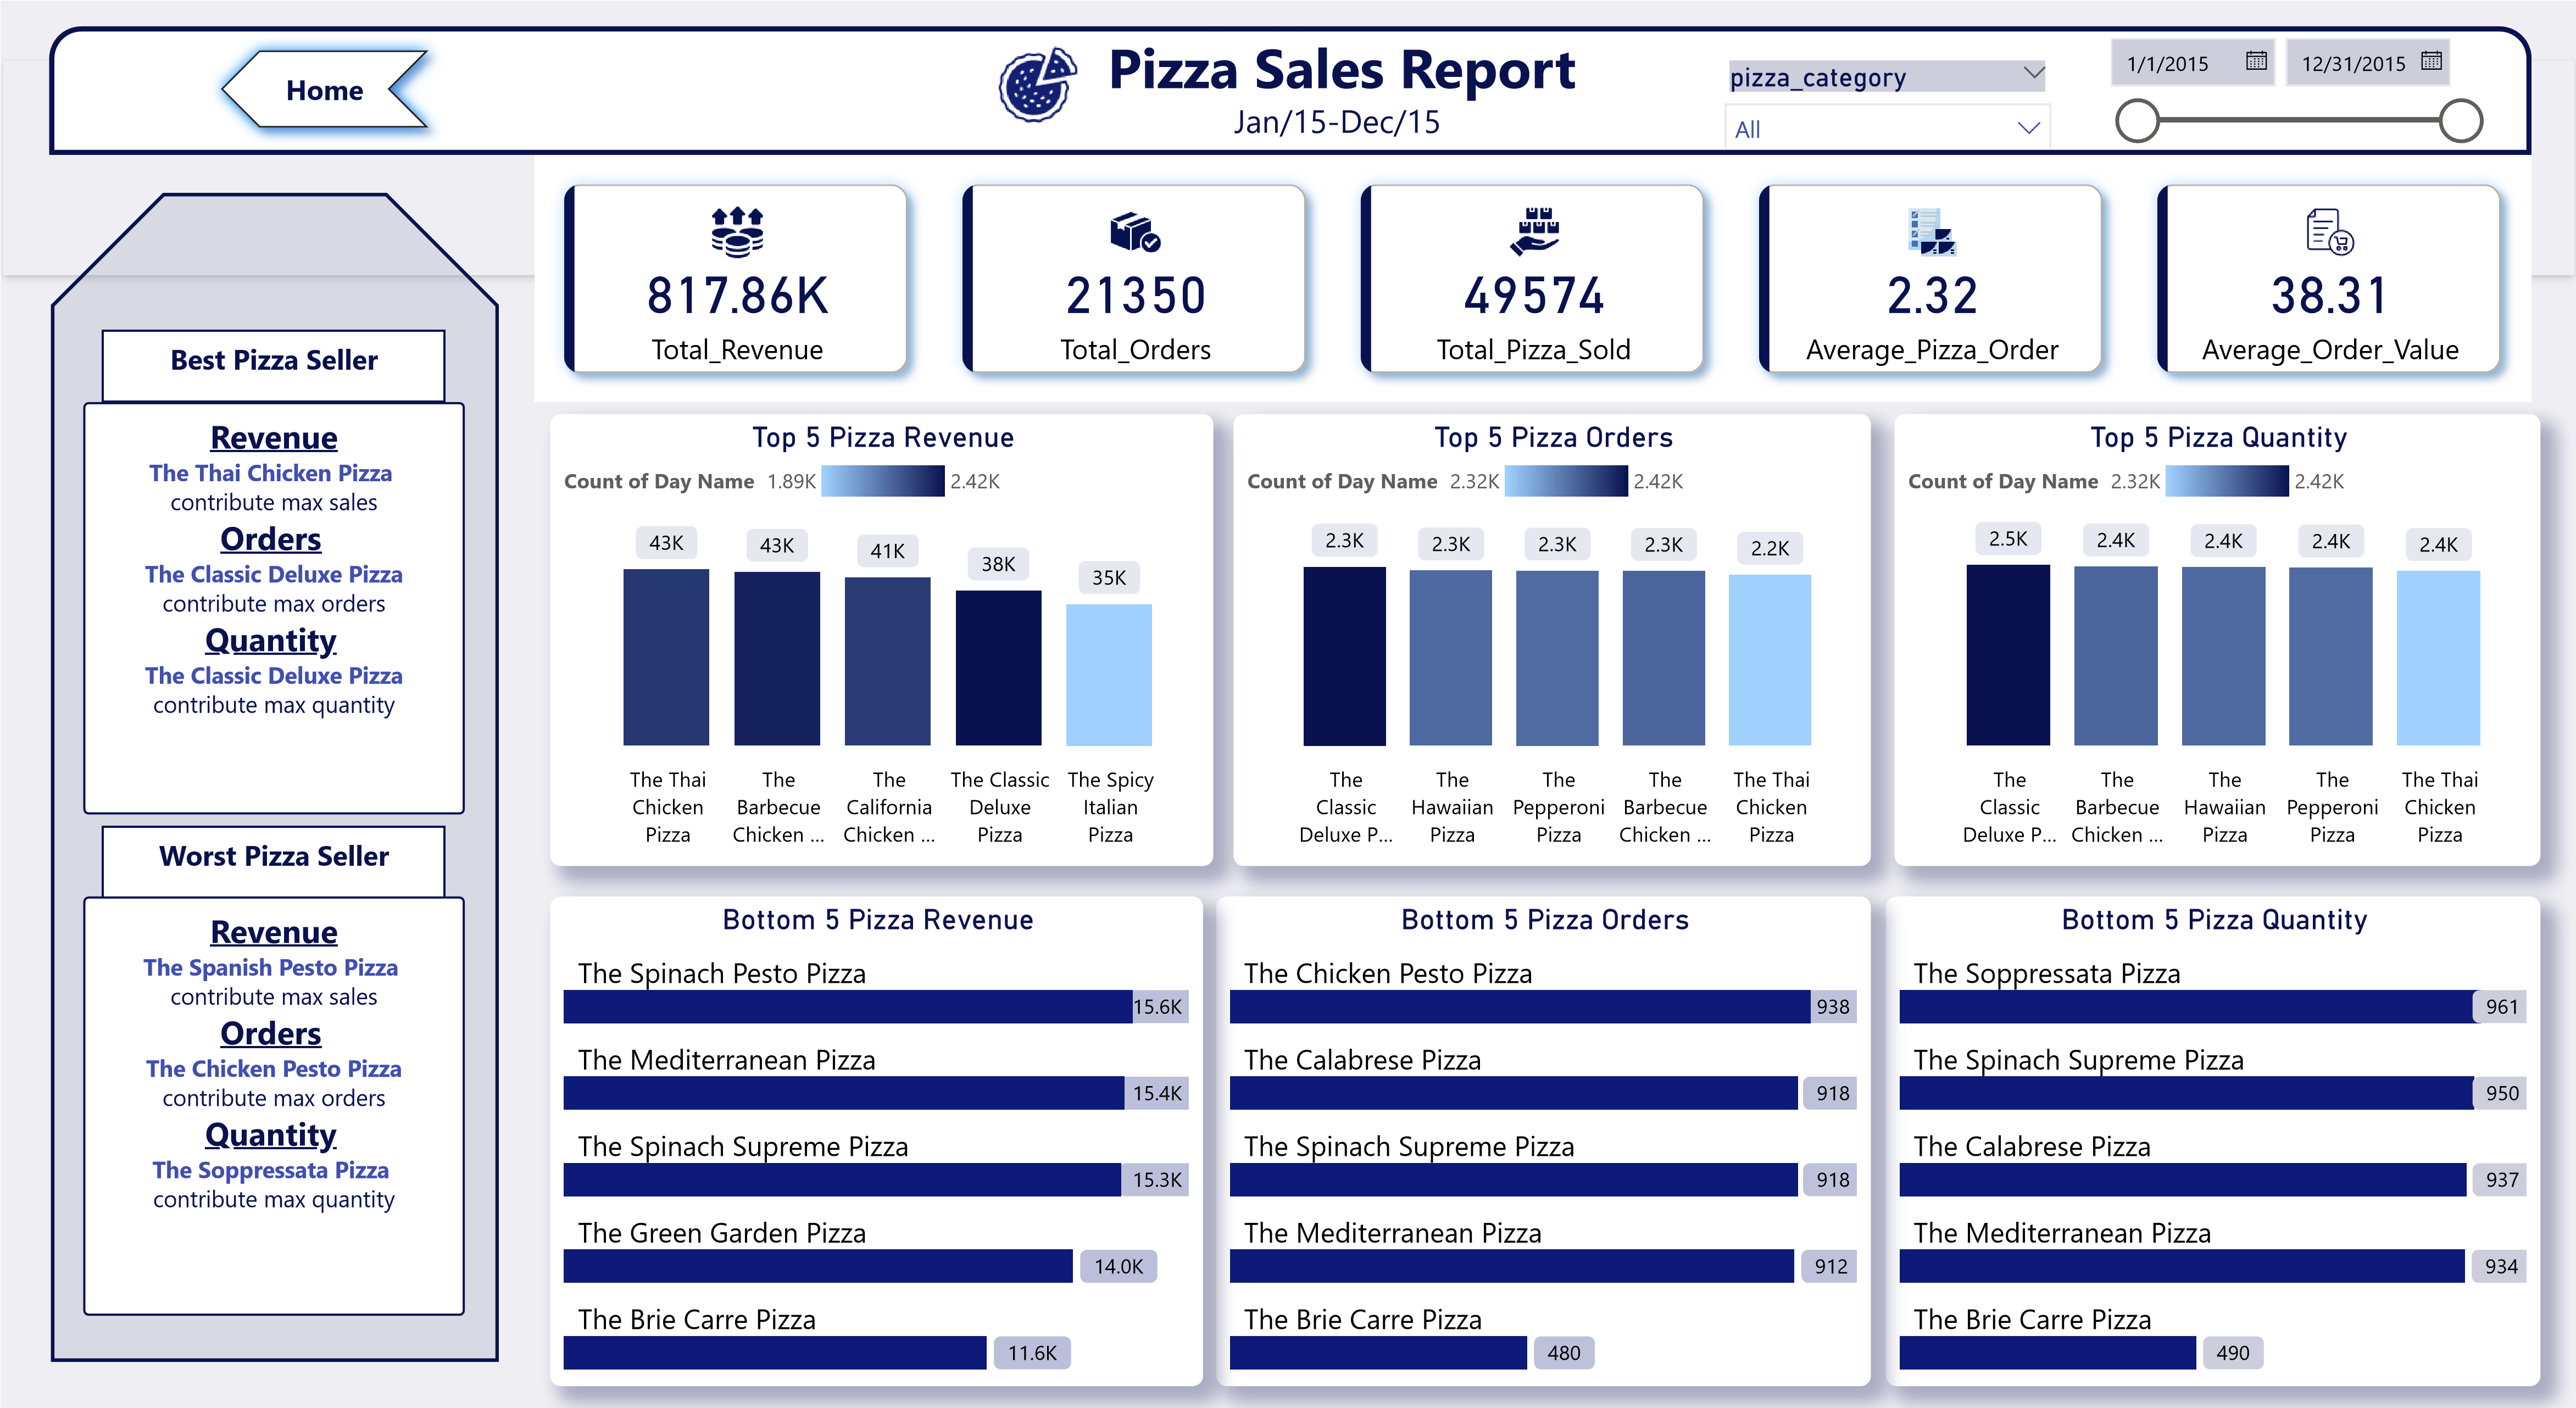 Home
Pizza Sales Report
Jan/15-Dec/15
pizza_category
All
1/1/2015
12/31/2015
817.86K
Total_Revenue
21350
Total_Orders
49574
Total_Pizza_Sold
2.32
Average_Pizza_Order
38.31
Average_Order_Value
Best Pizza Seller
Revenue
The Thai Chicken Pizza
contribute max sales
Orders
The Classic Deluxe Pizza
contribute max orders
Quantity
The Classic Deluxe Pizza
contribute max quantity
Worst Pizza Seller
Revenue
The Spanish Pesto Pizza
contribute max sales
Orders
The Chicken Pesto Pizza
contribute max orders
Quantity
The Soppressata Pizza
contribute max quantity
Top 5 Pizza Revenue
Count of Day Name 1.89K 2.42K
43K
43K
41K
38K
35K
The Thai
Chicken
Pizza
The
Barbecue
Chicken ...
The
California
Chicken ...
The Classic
Deluxe
Pizza
The Spicy
Italian
Pizza
Top 5 Pizza Orders
Count of Day Name 2.32K 2.42K
2.3K
2.3K
2.3K
2.3K
2.2K
The
Classic
Deluxe P...
The
Hawaiian
Pizza
The
Pepperoni
Pizza
The
Barbecue
Chicken ...
The Thai
Chicken
Pizza
Top 5 Pizza Quantity
Count of Day Name 2.32K 2.42K
2.5K
2.4K
2.4K
2.4K
2.4K
The
Classic
Deluxe P...
The
Barbecue
Chicken ...
The
Hawaiian
Pizza
The
Pepperoni
Pizza
The Thai
Chicken
Pizza
Bottom 5 Pizza Revenue
The Spinach Pesto Pizza
15.6K
The Mediterranean Pizza
15.4K
The Spinach Supreme Pizza
15.3K
The Green Garden Pizza
14.0K
The Brie Carre Pizza
11.6K
Bottom 5 Pizza Orders
The Chicken Pesto Pizza
938
The Calabrese Pizza
918
The Spinach Supreme Pizza
918
The Mediterranean Pizza
912
The Brie Carre Pizza
480
Bottom 5 Pizza Quantity
The Soppressata Pizza
961
The Spinach Supreme Pizza
950
The Calabrese Pizza
937
The Mediterranean Pizza
934
The Brie Carre Pizza
490